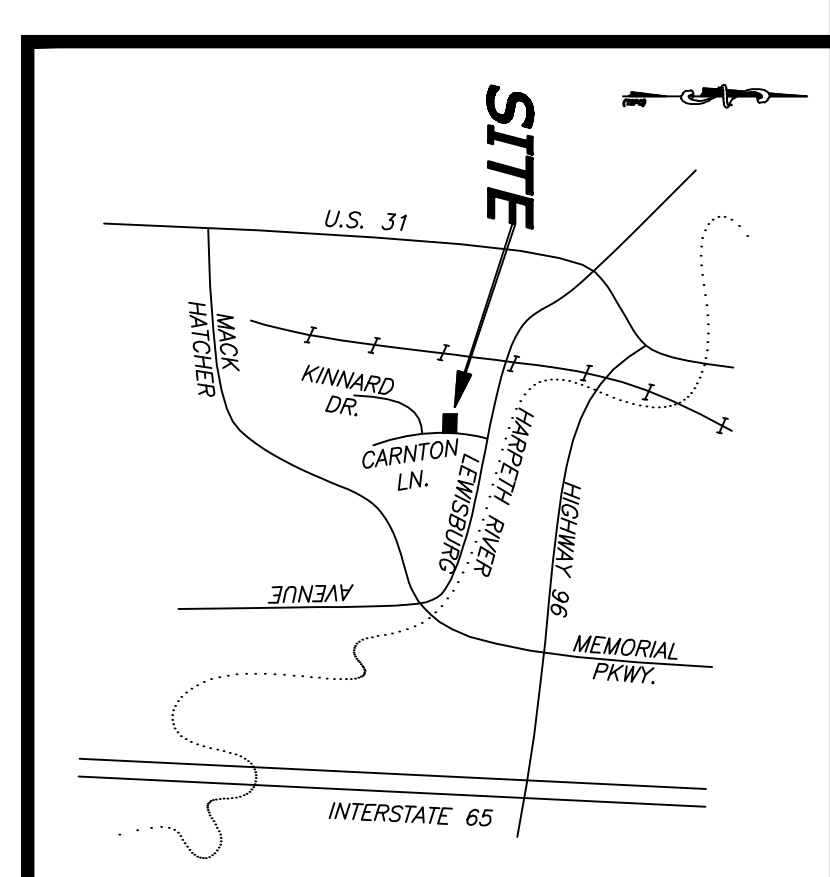 SITE
U.S. 31
MACK
HATCHER
KINNARD
DR.
CARNTON
LN.
LEWISBURG
AVENUE
HARPETH RIVER
HIGHWAY 96
MEMORIAL
PKWY.
INTERSTATE 65